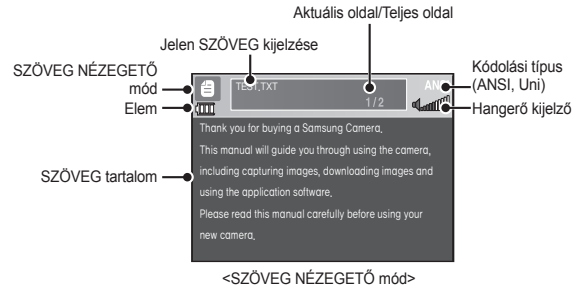 Aktuális oldal/Teljes oldal
Jelen SZÖVEG kijelzése
SZÖVEG NÉZEGETŐ
mód
Elem
SZÖVEG tartalom
TEST.TXT
1/2
Kódolási típus
(ANSI, Uni)
Hangerő kijelző
Thank you for buying a Samsung Camera.
This manual will guide you through using the camera,
including capturing images, downloading images and
using the application software.
Please read this manual carefully before using your
new camera.
<SZÖVEG NÉZEGETŐ mód>